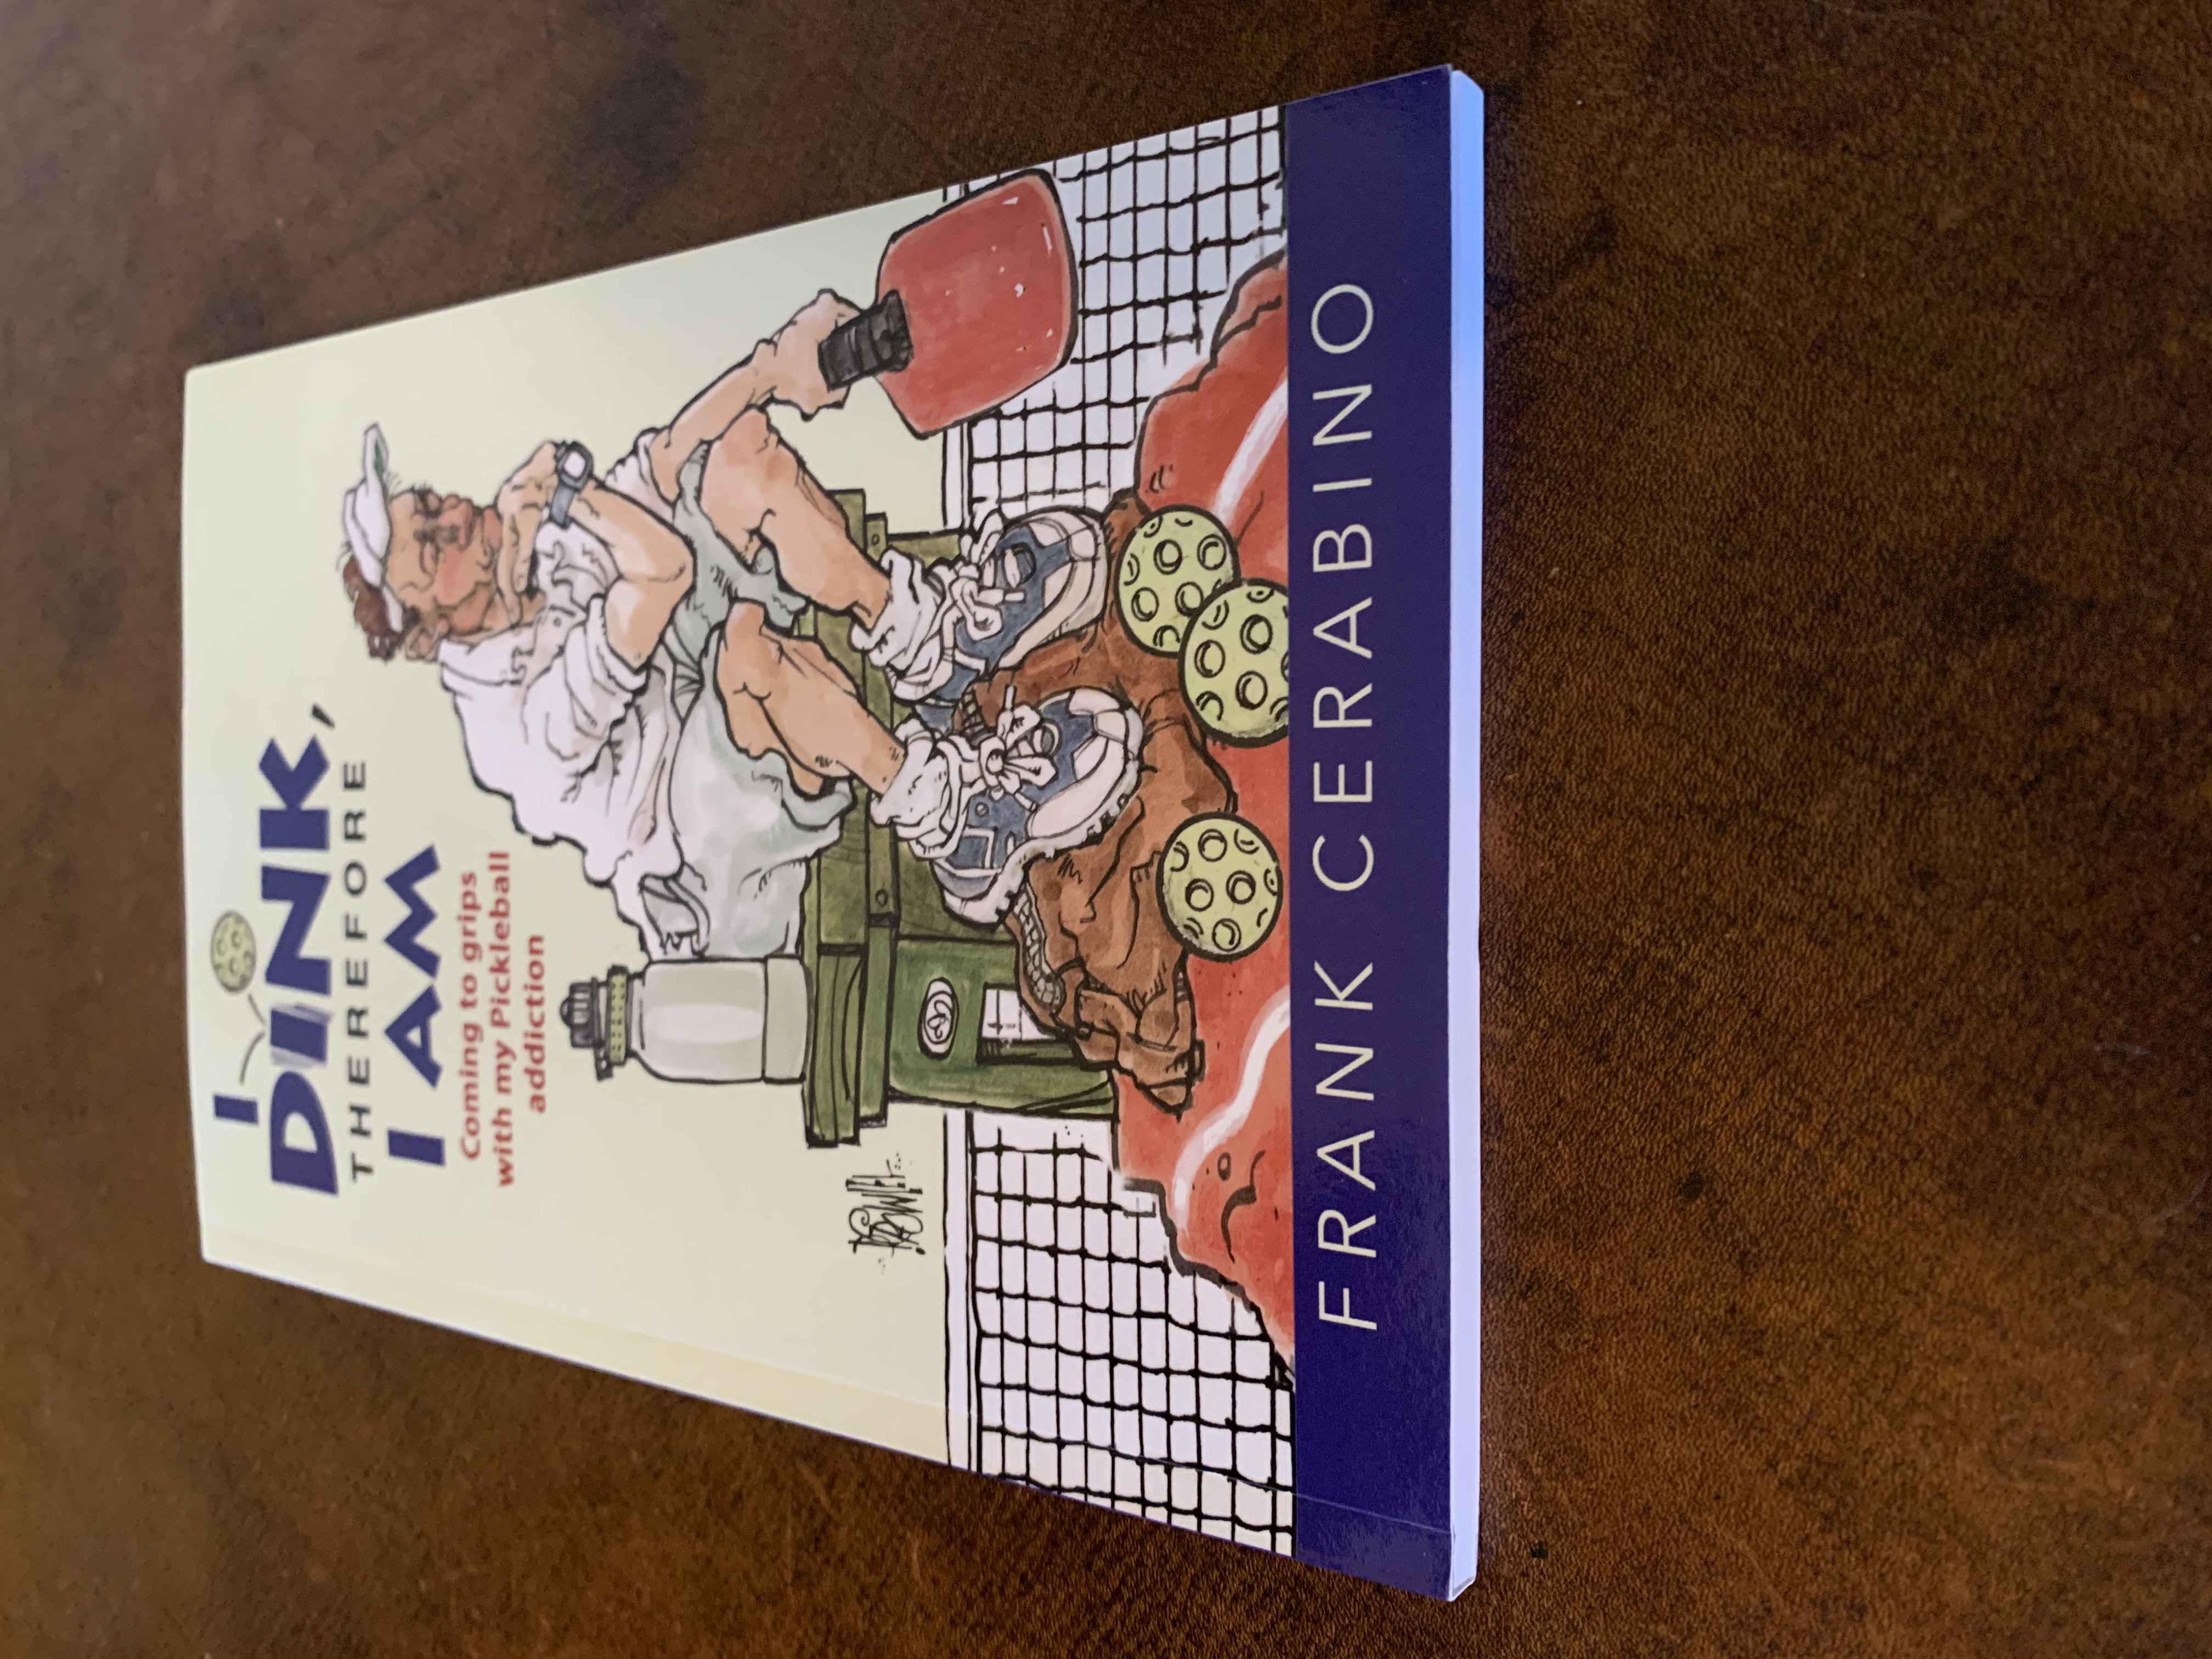 I
DINK,
THEREFORE
I AM
Coming to grips
with my Pickleball
addiction
FRANK CERABINO